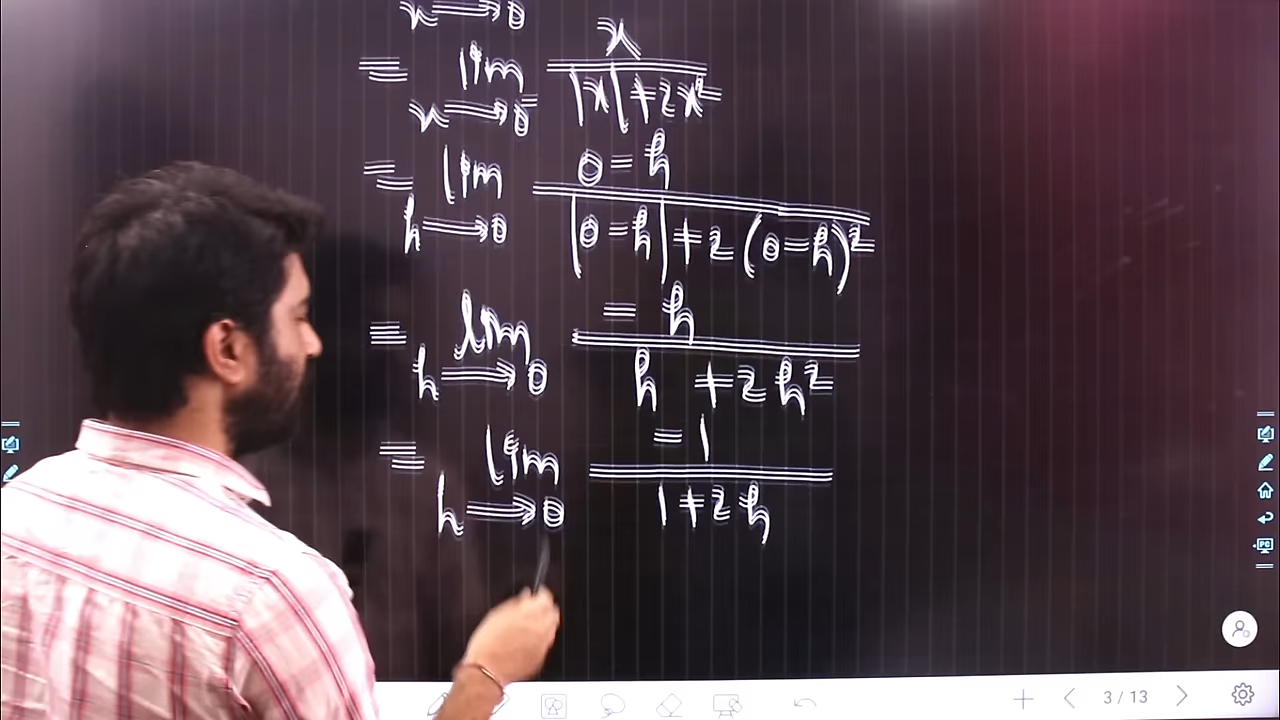 x→0
= lim x→0⁻ x / (|x| + 2x²)
= lim h→0 (0 - h) / (|0 - h| + 2(0 - h)²)
= lim h→0 -h / (h + 2h²)
= lim h→0 -1 / (1 + 2h)
3 / 13